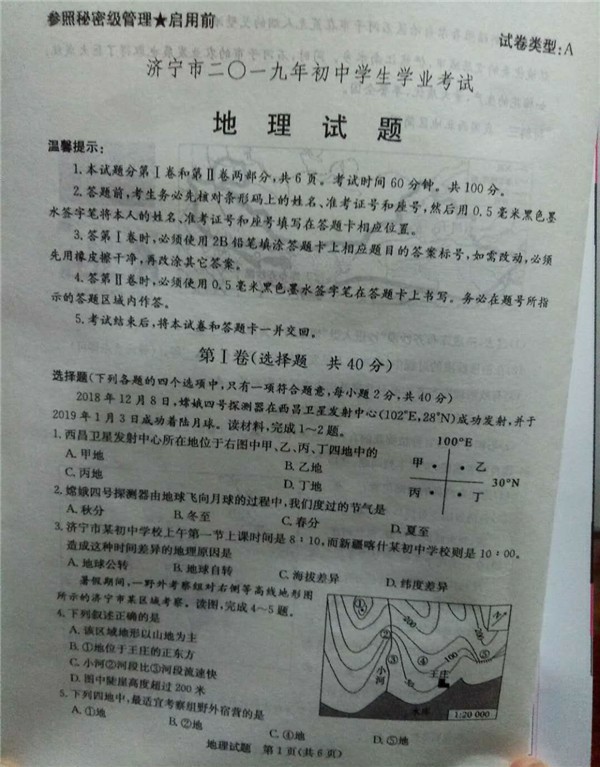 参照秘密级管理★启用前
试卷类型:A
济宁市二〇一九年初中学生学业考试
地理试题
温馨提示:
1.本试题分第Ⅰ卷和第Ⅱ卷两部分,共6页。考试时间60分钟。共100分。
2.答题前,考生务必先核对条形码上的姓名、准考证号和座号,然后用0.5毫米黑色墨
水签字笔将本人的姓名、准考证号和座号填写在答题卡相应位置。
3.答第Ⅰ卷时,必须使用2B铅笔填涂答题卡上相应题目的答案标号,如需改动,必须
先用橡皮擦干净,再改涂其它答案。
4.答第Ⅱ卷时,必须使用0.5毫米黑色墨水签字笔在答题卡上书写。务必在题号所指
示的答题区域内作答。
5.考试结束后,将本试卷和答题卡一并交回。
第Ⅰ卷(选择题 共40分)
选择题(下列各题的四个选项中,只有一项符合题意,每小题2分,共40分)
2018年12月8日,嫦娥四号探测器在西昌卫星发射中心(102°E,28°N)成功发射,并于
2019年1月3日成功着陆月球。读材料,完成1~2题。
1.西昌卫星发射中心所在地位于右图中甲、乙、丙、丁四地中的
A.甲地 B.乙地
C.丙地 D.丁地
100°E
甲 乙
30°N
丙 丁
2.嫦娥四号探测器由地球飞向月球的过程中,我们度过的节气是
A.秋分 B.冬至 C.春分 D.夏至
3.济宁市某初中学校上午第一节上课时间是8:10,而新疆喀什某初中学校则是10:00。
造成这种时间差异的地理原因是
A.地球公转 B.地球自转 C.海拔差异 D.纬度差异
暑假期间,一野外考察组对右侧等高线地形图
所示的济宁市某区域考察。读图,完成4~5题。
4.下列叙述正确的是
A.该区域地形以山地为主
B.①地位于王庄的正东方
C.小河②河段比③河段流速快
D.图中陡崖高度超过200米
5.下列四地中,最适宜考察组野外宿营的是
A.①地 B.②地 C.④地 D.⑤地
①
②
③
④
⑤
小河
王庄
100
1:20 000
地理试题 第1页(共6页)